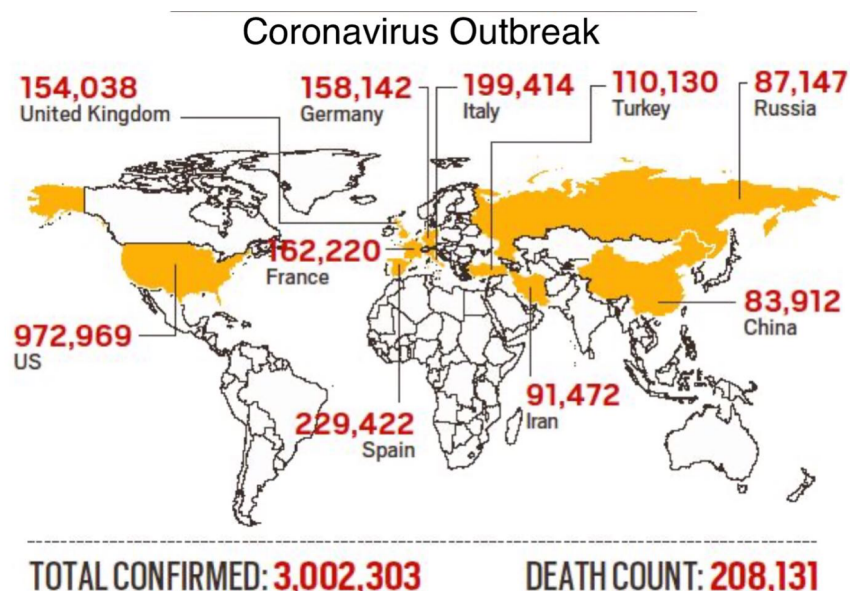 Coronavirus Outbreak
154,038
United Kingdom
158,142
Germany
199,414
Italy
110,130
Turkey
87,147
Russia
162,220
France
972,969
US
229,422
Spain
91,472
Iran
83,912
China
TOTAL CONFIRMED: 3,002,303
DEATH COUNT: 208,131